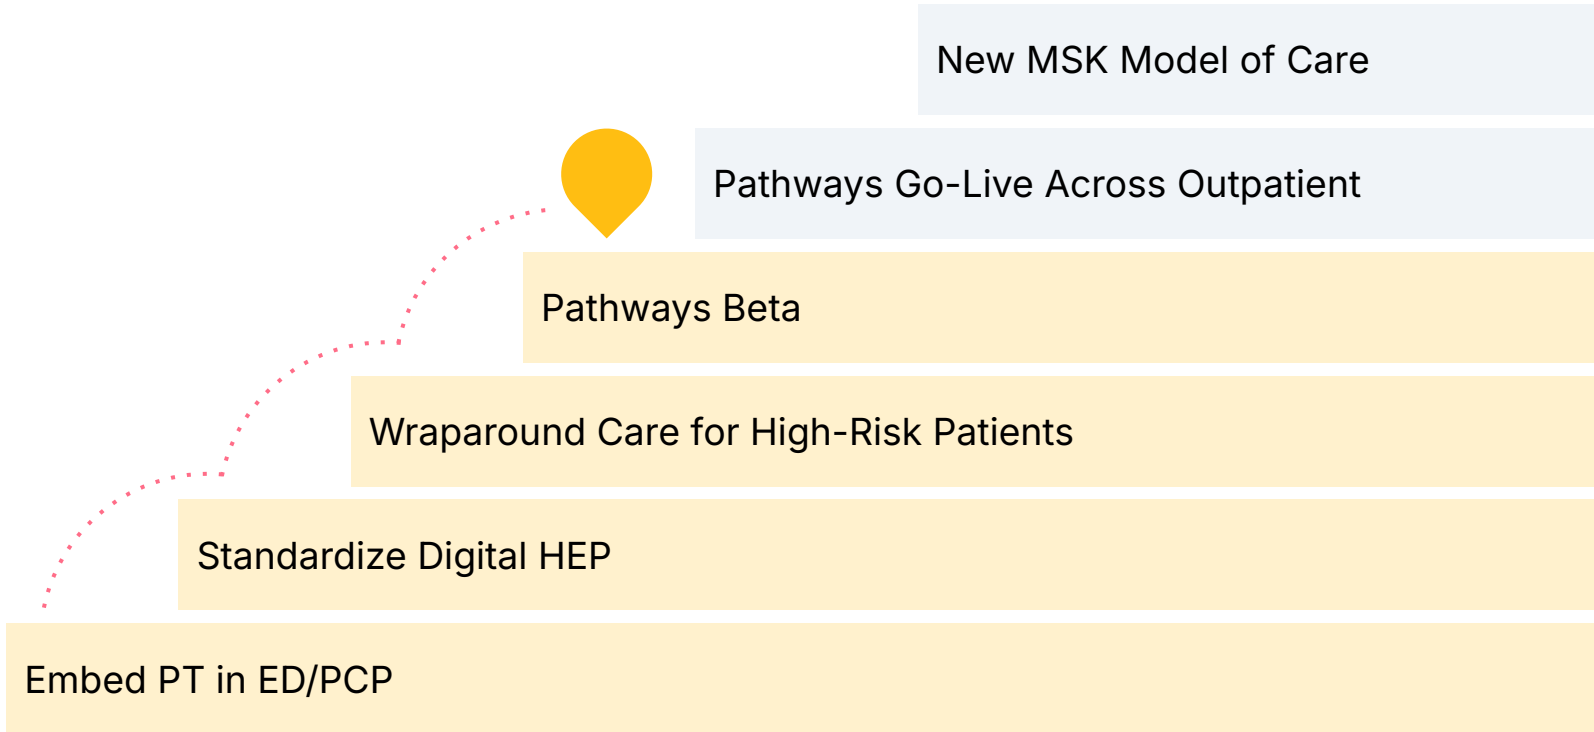 New MSK Model of Care
Pathways Go-Live Across Outpatient
Pathways Beta
Wraparound Care for High-Risk Patients
Standardize Digital HEP
Embed PT in ED/PCP